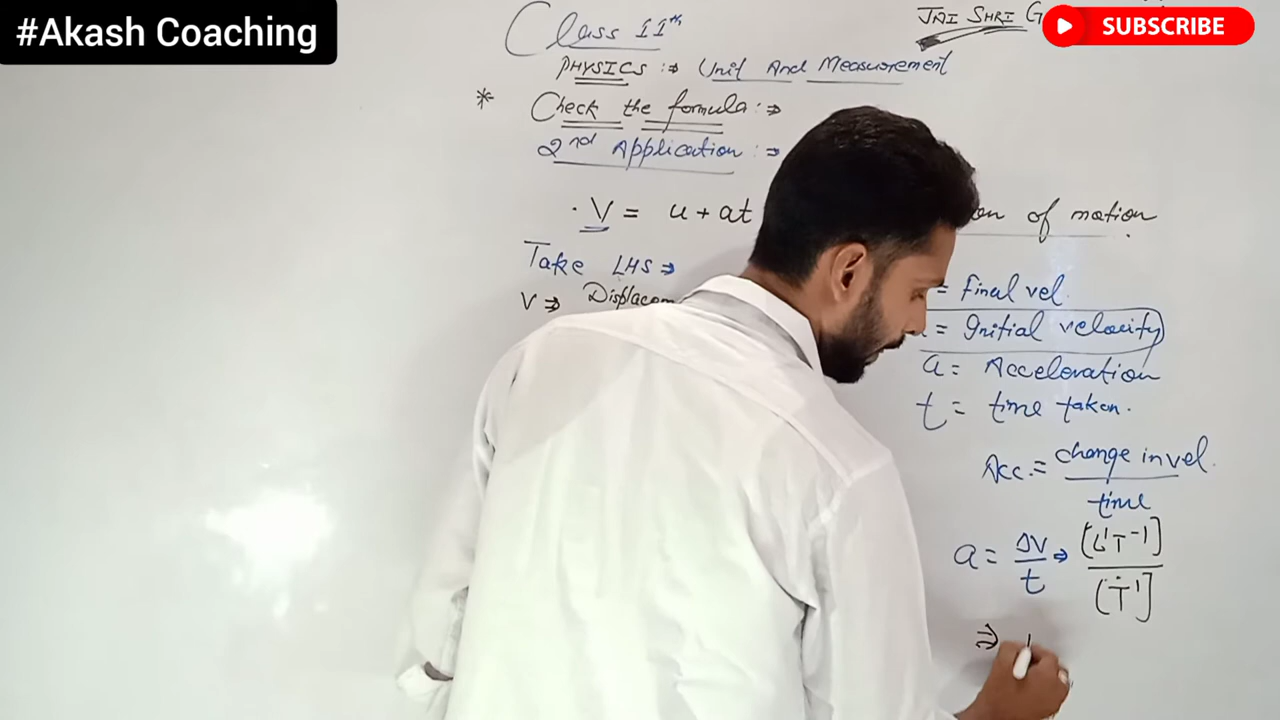 #Akash Coaching
Class 11th
JAI SHRI G
SUBSCRIBE
PHYSICS :⇒ Unit And Measurement
* Check the formula :⇒
2nd Application :⇒
· V = u + at
of motion
Take LHS ⇒
V ⇒ Displacem
= Final vel.
= Initial velocity
a = Acceleration
t = time taken.
Acc. = change in vel.
time
a = ΔV/t ⇒ [L¹T⁻¹]
[T¹]
⇒